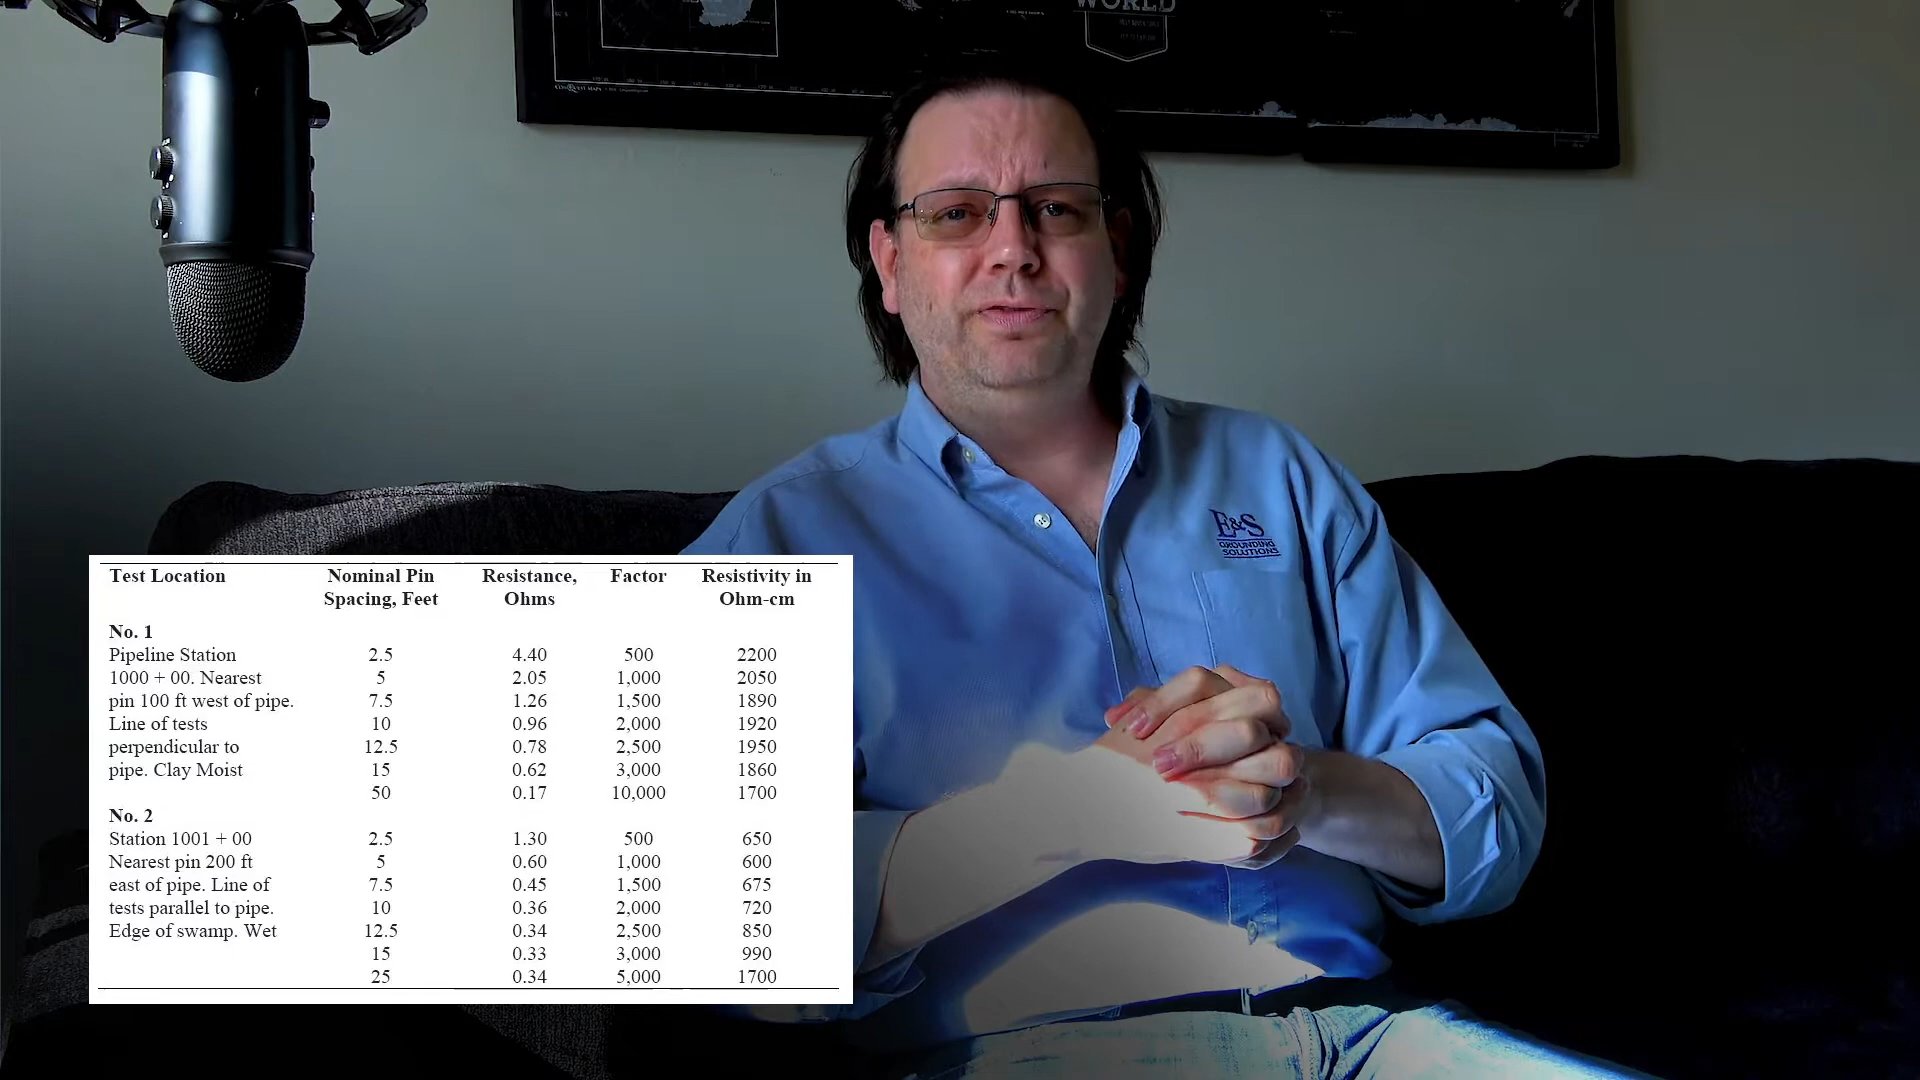 WORLD
E&S
GROUNDING
SOLUTIONS
Test Location Nominal Pin Spacing, Feet Resistance, Ohms Factor Resistivity in Ohm-cm
No. 1
Pipeline Station 2.5 4.40 500 2200
1000 + 00. Nearest 5 2.05 1,000 2050
pin 100 ft west of pipe. 7.5 1.26 1,500 1890
Line of tests 10 0.96 2,000 1920
perpendicular to 12.5 0.78 2,500 1950
pipe. Clay Moist 15 0.62 3,000 1860
50 0.17 10,000 1700
No. 2
Station 1001 + 00 2.5 1.30 500 650
Nearest pin 200 ft 5 0.60 1,000 600
east of pipe. Line of 7.5 0.45 1,500 675
tests parallel to pipe. 10 0.36 2,000 720
Edge of swamp. Wet 12.5 0.34 2,500 850
15 0.33 3,000 990
25 0.34 5,000 1700